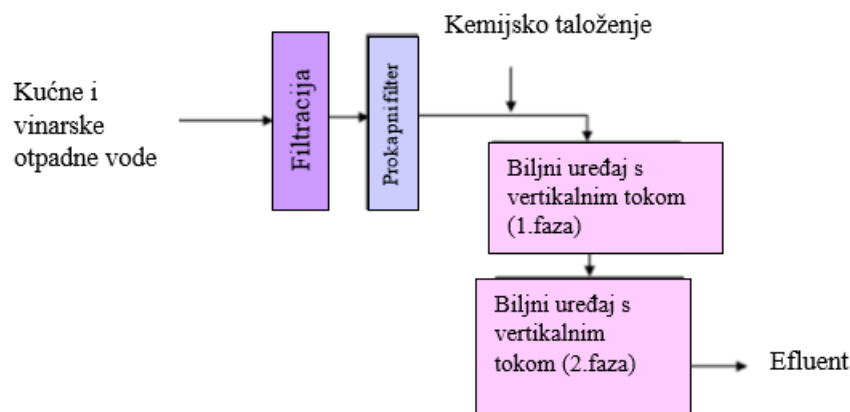 Kemijsko taloženje
Kućne i
vinarske
otpadne vode
Filtracija
Prokapni filter
Biljni uređaj s
vertikalnim tokom
(1.faza)
Biljni uređaj s
vertikalnim
tokom (2.faza)
Efluent